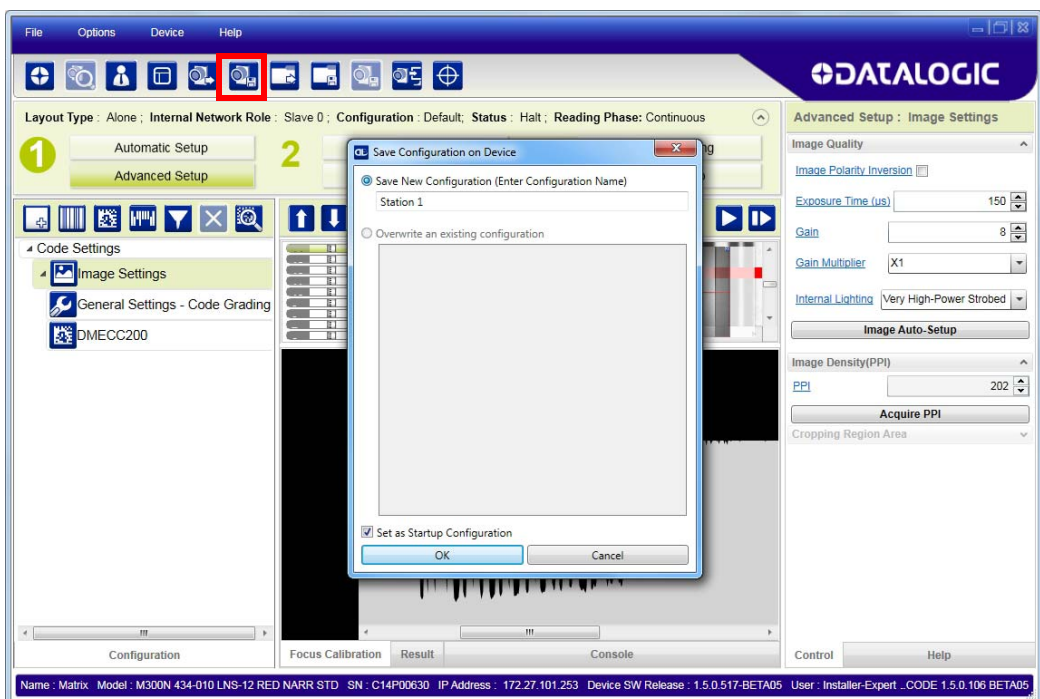 File Options Device Help
DATALOGIC
Layout Type : Alone ; Internal Network Role : Slave 0 ; Configuration : Default; Status : Halt ; Reading Phase: Continuous
Advanced Setup : Image Settings
1
Automatic Setup
Advanced Setup
2
Save Configuration on Device
Save New Configuration (Enter Configuration Name)
Station 1
Overwrite an existing configuration
Set as Startup Configuration
OK Cancel
Code Settings
Image Settings
General Settings - Code Grading
DMECC200
Image Quality
Image Polarity Inversion
Exposure Time (us) 150
Gain 8
Gain Multiplier X1
Internal Lighting Very High-Power Strobed
Image Auto-Setup
Image Density(PPI)
PPI 202
Acquire PPI
Cropping Region Area
Configuration
Focus Calibration Result Console
Control Help
Name : Matrix Model : M300N 434-010 LNS-12 RED NARR STD SN : C14P00630 IP Address : 172.27.101.253 Device SW Release : 1.5.0.517-BETA05 User : Installer-Expert ..CODE 1.5.0.106 BETA05